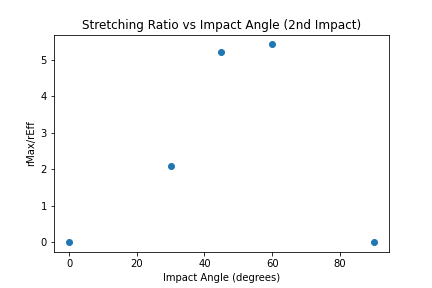 Stretching Ratio vs Impact Angle (2nd Impact)
rMax/rEff
5
4
3
2
1
0
0 20 40 60 80
Impact Angle (degrees)